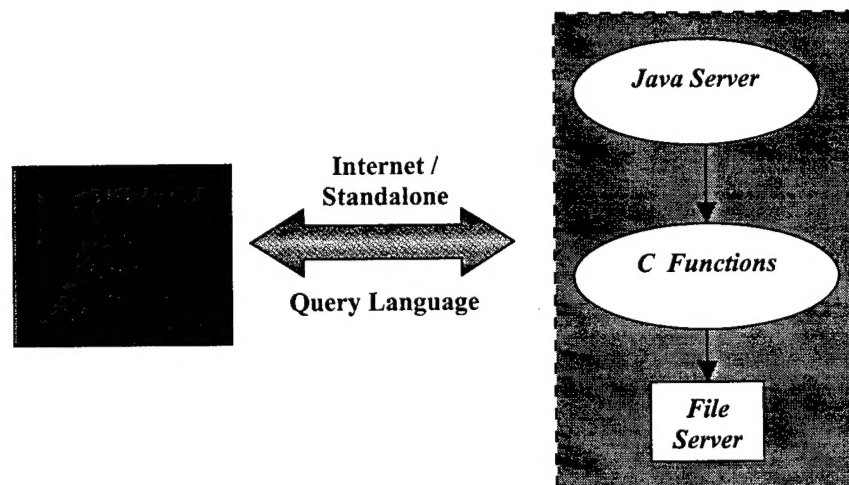 Internet /
Standalone
Query Language
Java Server
C Functions
File
Server